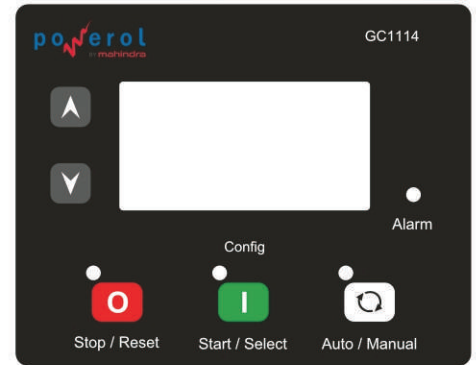 powerol
by mahindra
GC1114
Alarm
Config
O
I
Stop / Reset
Start / Select
Auto / Manual